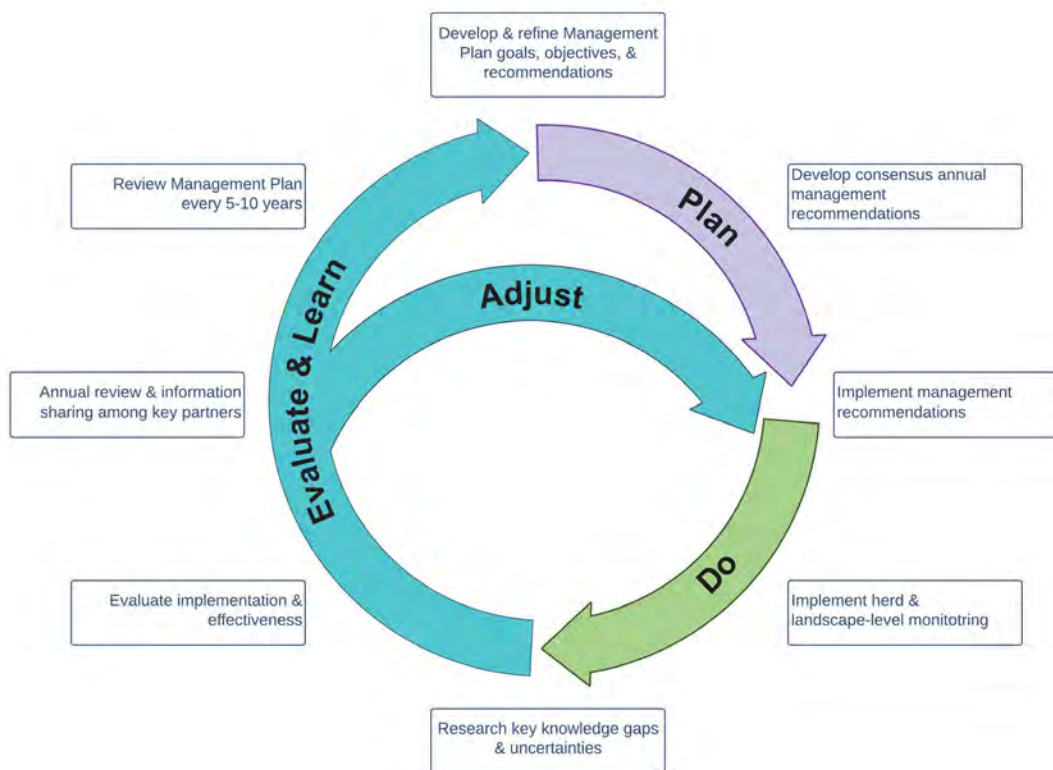 Develop & refine Management
Plan goals, objectives, &
recommendations
Review Management Plan
every 5-10 years
Plan
Develop consensus annual
management
recommendations
Adjust
Evaluate & Learn
Annual review & information
sharing among key partners
Implement management
recommendations
Do
Evaluate implementation &
effectiveness
Implement herd &
landscape-level monitotring
Research key knowledge gaps
& uncertainties